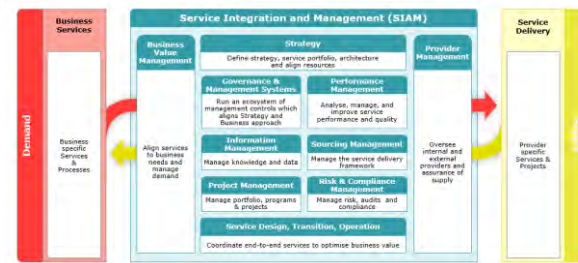 Business
Services
Service Integration and Management (SIAM)
Service
Delivery
Demand
Business
specific
Services
&
Processes
Business
Value
Management
Align services
to business
needs and
manage
demand
Strategy
Define strategy, service portfolio, architecture
and align resources
Governance &
Management Systems
Run an ecosystem of
management controls which
aligns Strategy and
Business approach
Performance
Management
Analyse, manage, and
improve service
performance and quality
Information
Management
Manage knowledge and data
Sourcing Management
Manage the service delivery
framework
Project Management
Manage portfolio, programs
& projects
Risk & Compliance
Management
Manage risk, audits and
compliance
Service Design, Transition, Operation
Coordinate end-to-end services to optimise business value
Provider
Management
Oversee
internal and
external
providers and
assurance of
supply
Provider
specific
Services &
Projects